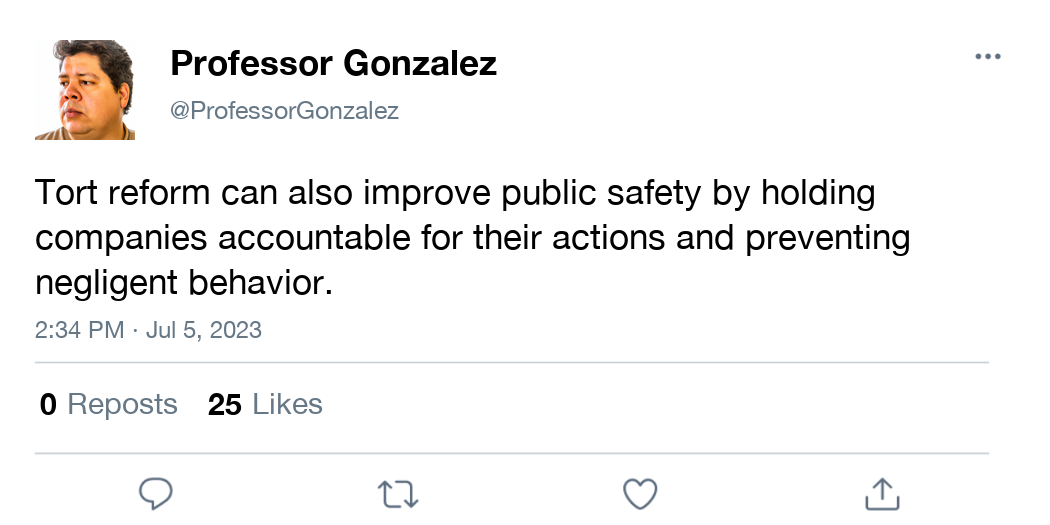 Professor Gonzalez
@ProfessorGonzalez
Tort reform can also improve public safety by holding
companies accountable for their actions and preventing
negligent behavior.
2:34 PM · Jul 5, 2023
0 Reposts 25 Likes